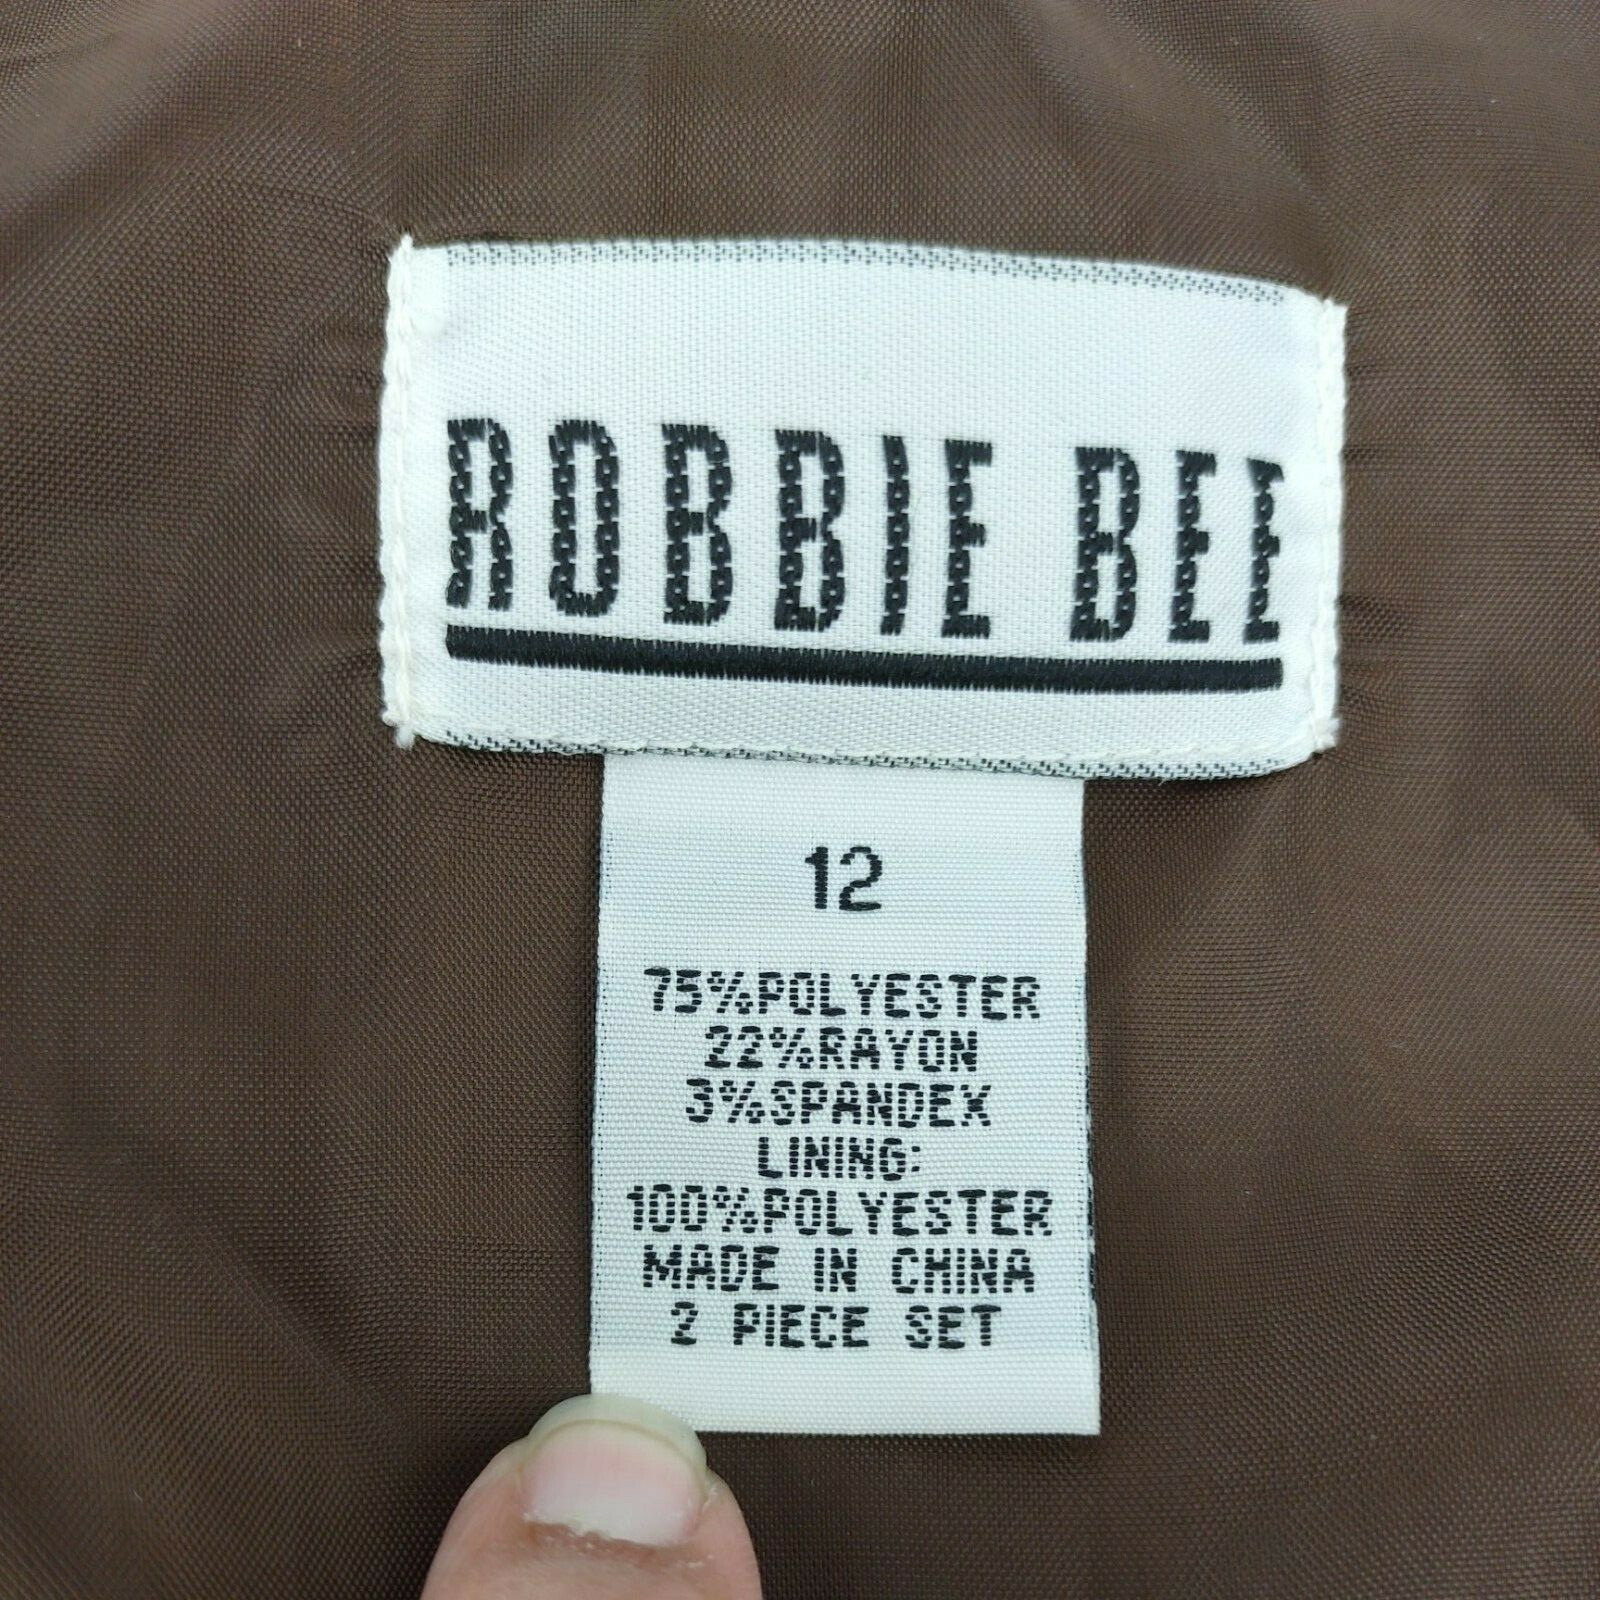 ROBBIE BEE
12
75%POLYESTER
22%RAYON
3%SPANDEX
LINING:
100%POLYESTER
MADE IN CHINA
2 PIECE SET